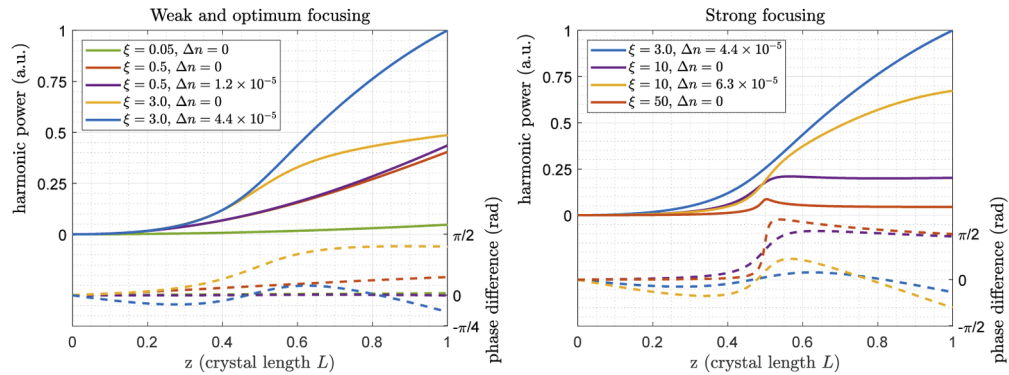 Weak and optimum focusing
harmonic power (a.u.)
1
0.75
0.5
0.25
0
ξ = 0.05, Δn = 0
ξ = 0.5, Δn = 0
ξ = 0.5, Δn = 1.2 × 10⁻⁵
ξ = 3.0, Δn = 0
ξ = 3.0, Δn = 4.4 × 10⁻⁵
π/2
0
-π/4
phase difference (rad)
0 0.2 0.4 0.6 0.8 1
z (crystal length L)
Strong focusing
harmonic power (a.u.)
1
0.75
0.5
0.25
0
ξ = 3.0, Δn = 4.4 × 10⁻⁵
ξ = 10, Δn = 0
ξ = 10, Δn = 6.3 × 10⁻⁵
ξ = 50, Δn = 0
π/2
0
-π/2
phase difference (rad)
0 0.2 0.4 0.6 0.8 1
z (crystal length L)